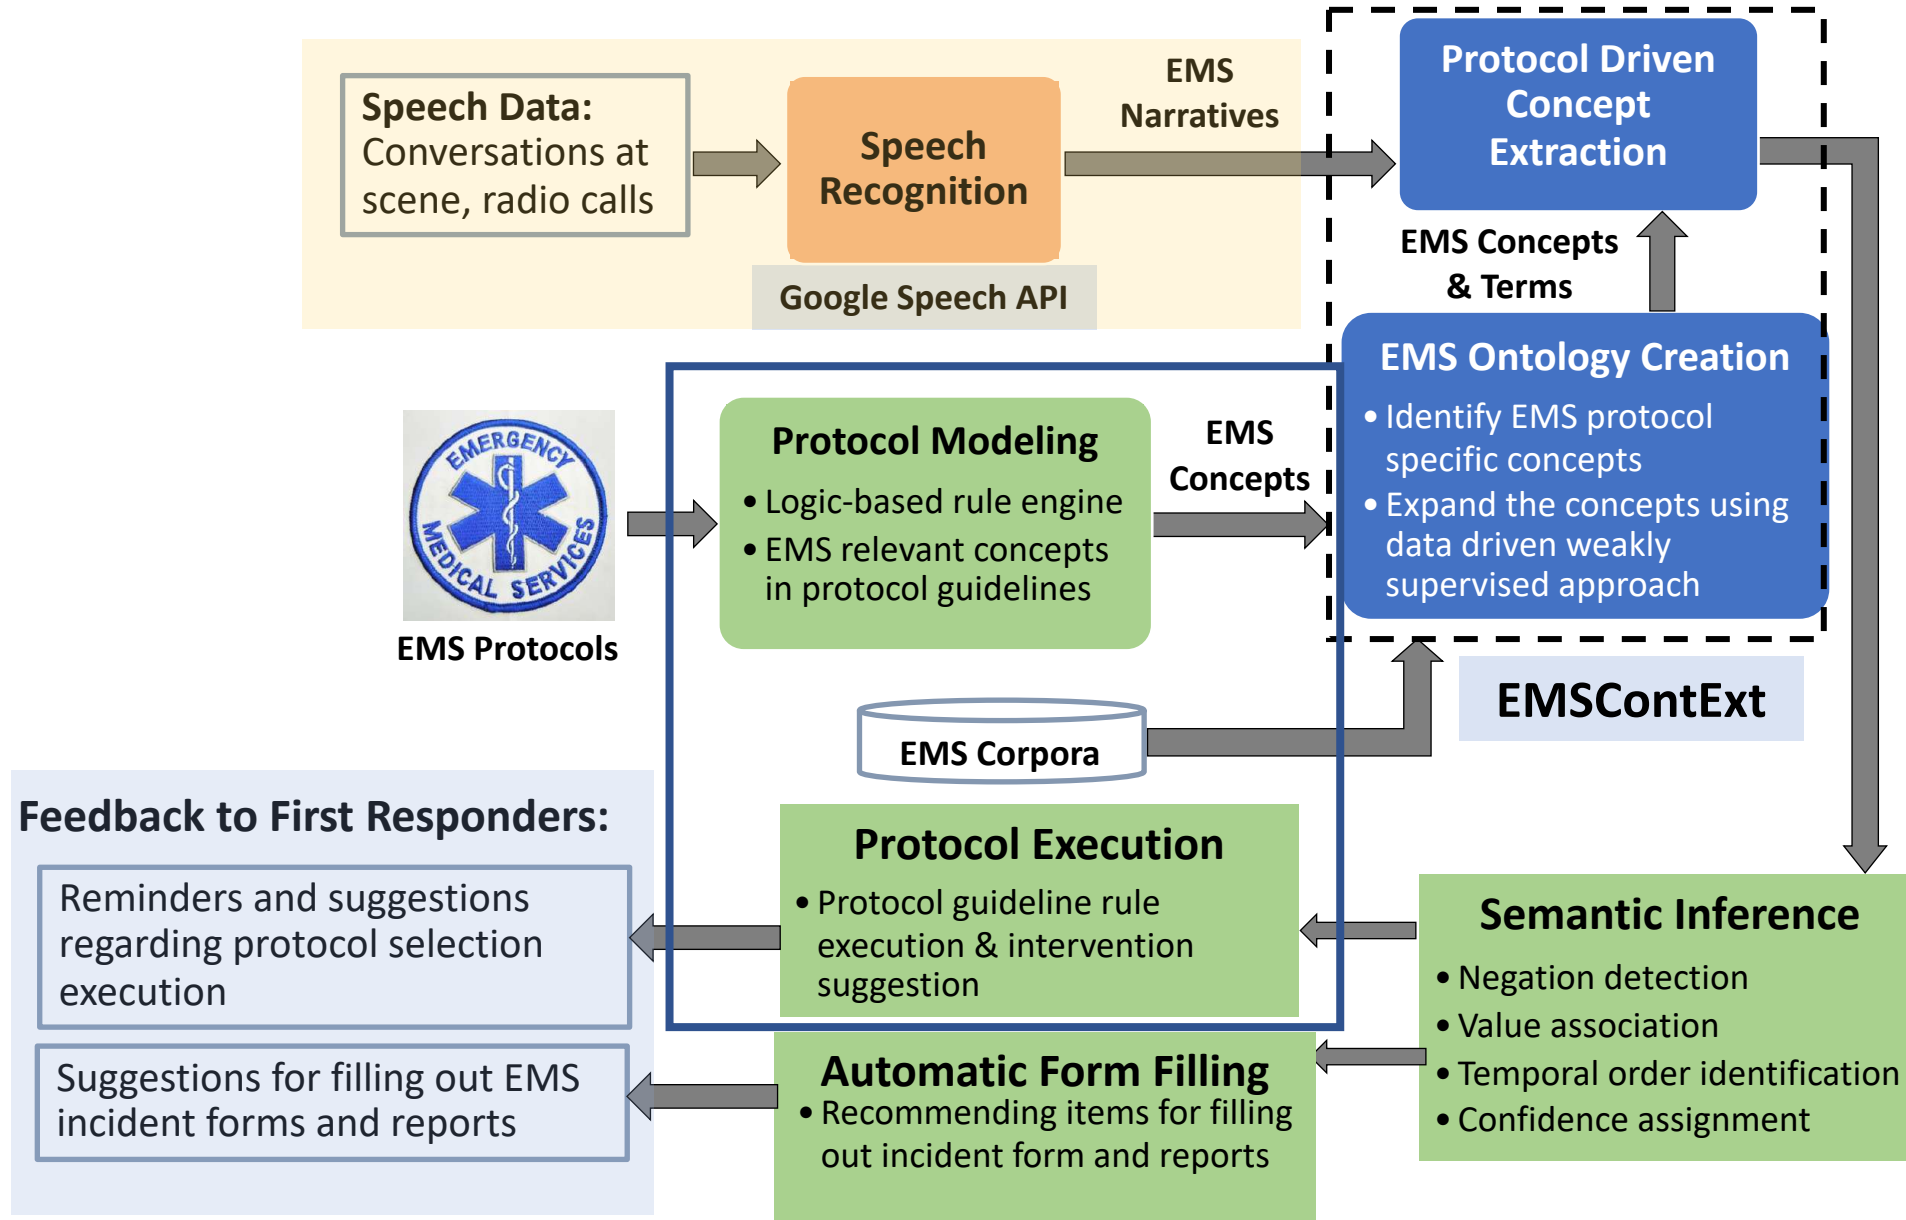 Speech Data:
Conversations at
scene, radio calls
Speech
Recognition
Google Speech API
EMS
Narratives
Protocol Driven
Concept
Extraction
EMS Concepts
& Terms
EMS Ontology Creation
• Identify EMS protocol
specific concepts
• Expand the concepts using
data driven weakly
supervised approach
EMSContExt
EMERGENCY
MEDICAL SERVICES
EMS Protocols
Protocol Modeling
• Logic-based rule engine
• EMS relevant concepts
in protocol guidelines
EMS
Concepts
EMS Corpora
Protocol Execution
• Protocol guideline rule
execution & intervention
suggestion
Automatic Form Filling
• Recommending items for filling
out incident form and reports
Semantic Inference
• Negation detection
• Value association
• Temporal order identification
• Confidence assignment
Feedback to First Responders:
Reminders and suggestions
regarding protocol selection
execution
Suggestions for filling out EMS
incident forms and reports